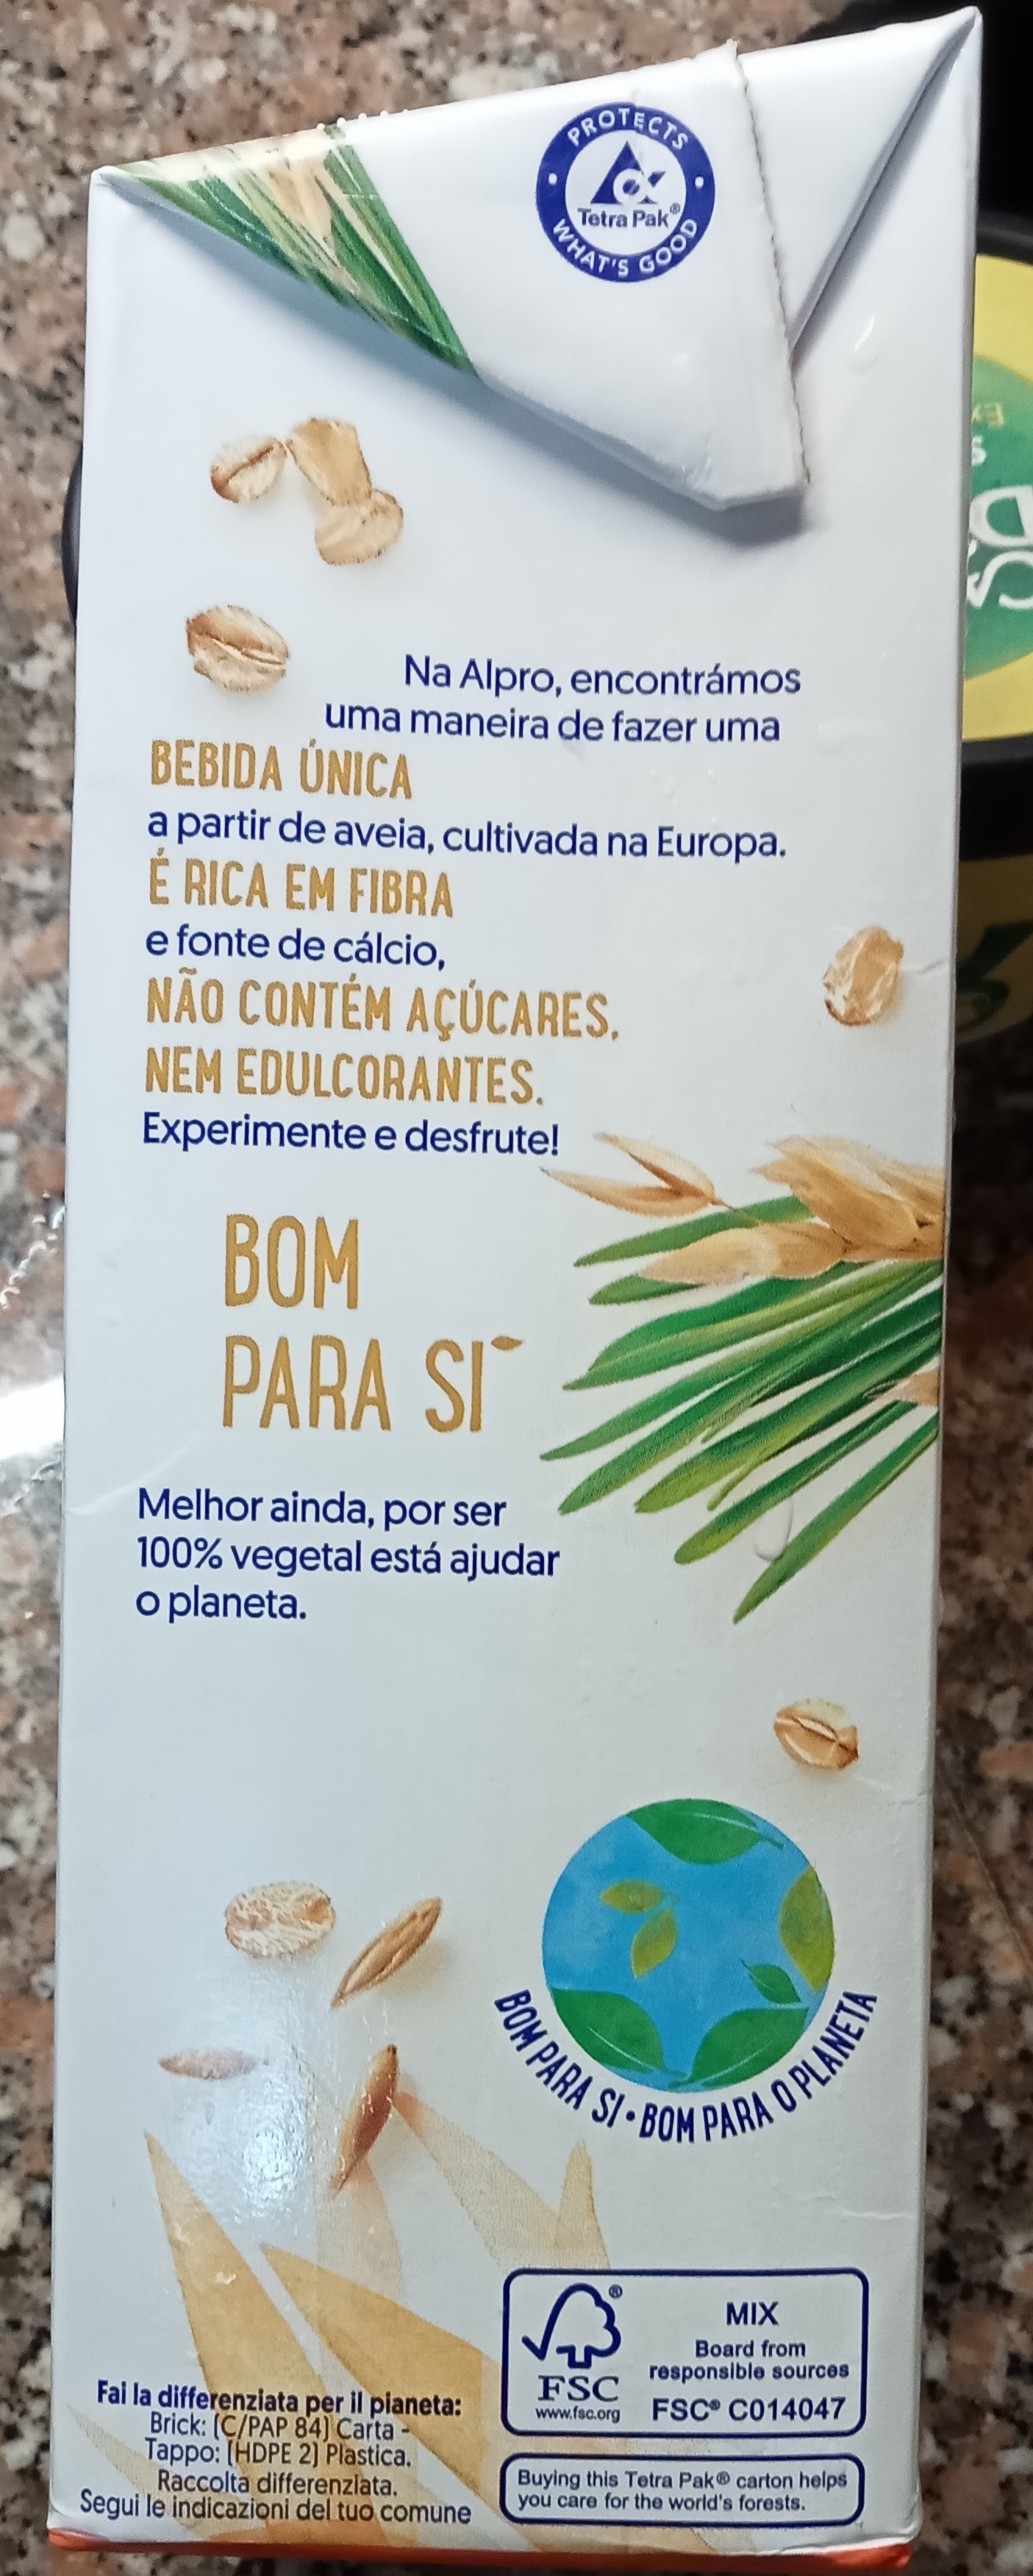 PROTECTS
Tetra Pak®
WHAT'S GOOD
Na Alpro, encontrámos
uma maneira de fazer uma
BEBIDA ÚNICA
a partir de aveia, cultivada na Europa.
É RICA EM FIBRA
e fonte de cálcio,
NÃO CONTÉM AÇÚCARES.
NEM EDULCORANTES.
Experimente e desfrute!
BOM
PARA SI
Melhor ainda, por ser
100% vegetal está ajudar
o planeta.
BOM PARA SI • BOM PARA O PLANETA
Fai la differenziata per il pianeta:
Brick: (C/PAP 84) Carta -
Tappo: (HDPE 2) Plastica.
Raccolta differenziata.
Segui le indicazioni del tuo comune
®
FSC
www.fsc.org
MIX
Board from
responsible sources
FSC® C014047
Buying this Tetra Pak® carton helps
you care for the world's forests.